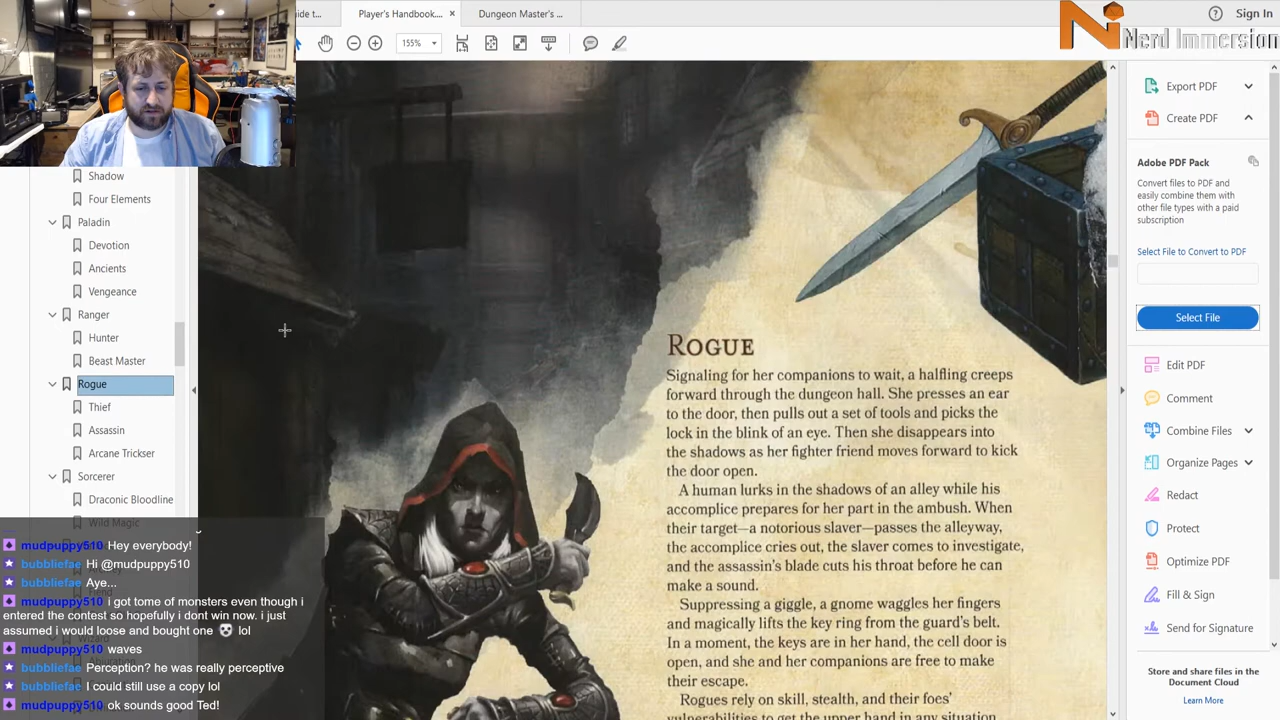 ide t...
Player's Handbook....
Dungeon Master's ...
Sign In
Nerd Immersion
155%
Export PDF
Create PDF
Adobe PDF Pack
Convert files to PDF and
easily combine them with
other file types with a paid
subscription
Select File to Convert to PDF
Select File
Edit PDF
Comment
Combine Files
Organize Pages
Redact
Protect
Optimize PDF
Fill & Sign
Send for Signature
Store and share files in the
Document Cloud
Learn More
Shadow
Four Elements
Paladin
Devotion
Ancients
Vengeance
Ranger
Hunter
Beast Master
Rogue
Thief
Assassin
Arcane Trickser
Sorcerer
Draconic Bloodline
Wild Magic
mudpuppy510 Hey everybody!
bubbliefae Hi @mudpuppy510
bubbliefae Aye...
mudpuppy510 i got tome of monsters even though i
entered the contest so hopefully i dont win now. i just
assumed i would loose and bought one lol
mudpuppy510 waves
bubbliefae Perception? he was really perceptive
bubbliefae I could still use a copy lol
mudpuppy510 ok sounds good Ted!
ROGUE
Signaling for her companions to wait, a halfling creeps
forward through the dungeon hall. She presses an ear
to the door, then pulls out a set of tools and picks the
lock in the blink of an eye. Then she disappears into
the shadows as her fighter friend moves forward to kick
the door open.
A human lurks in the shadows of an alley while his
accomplice prepares for her part in the ambush. When
their target—a notorious slaver—passes the alleyway,
the accomplice cries out, the slaver comes to investigate,
and the assassin's blade cuts his throat before he can
make a sound.
Suppressing a giggle, a gnome waggles her fingers
and magically lifts the key ring from the guard's belt.
In a moment, the keys are in her hand, the cell door is
open, and she and her companions are free to make
their escape.
Rogues rely on skill, stealth, and their foes'
vulnerabilities to get the upper hand in any situation